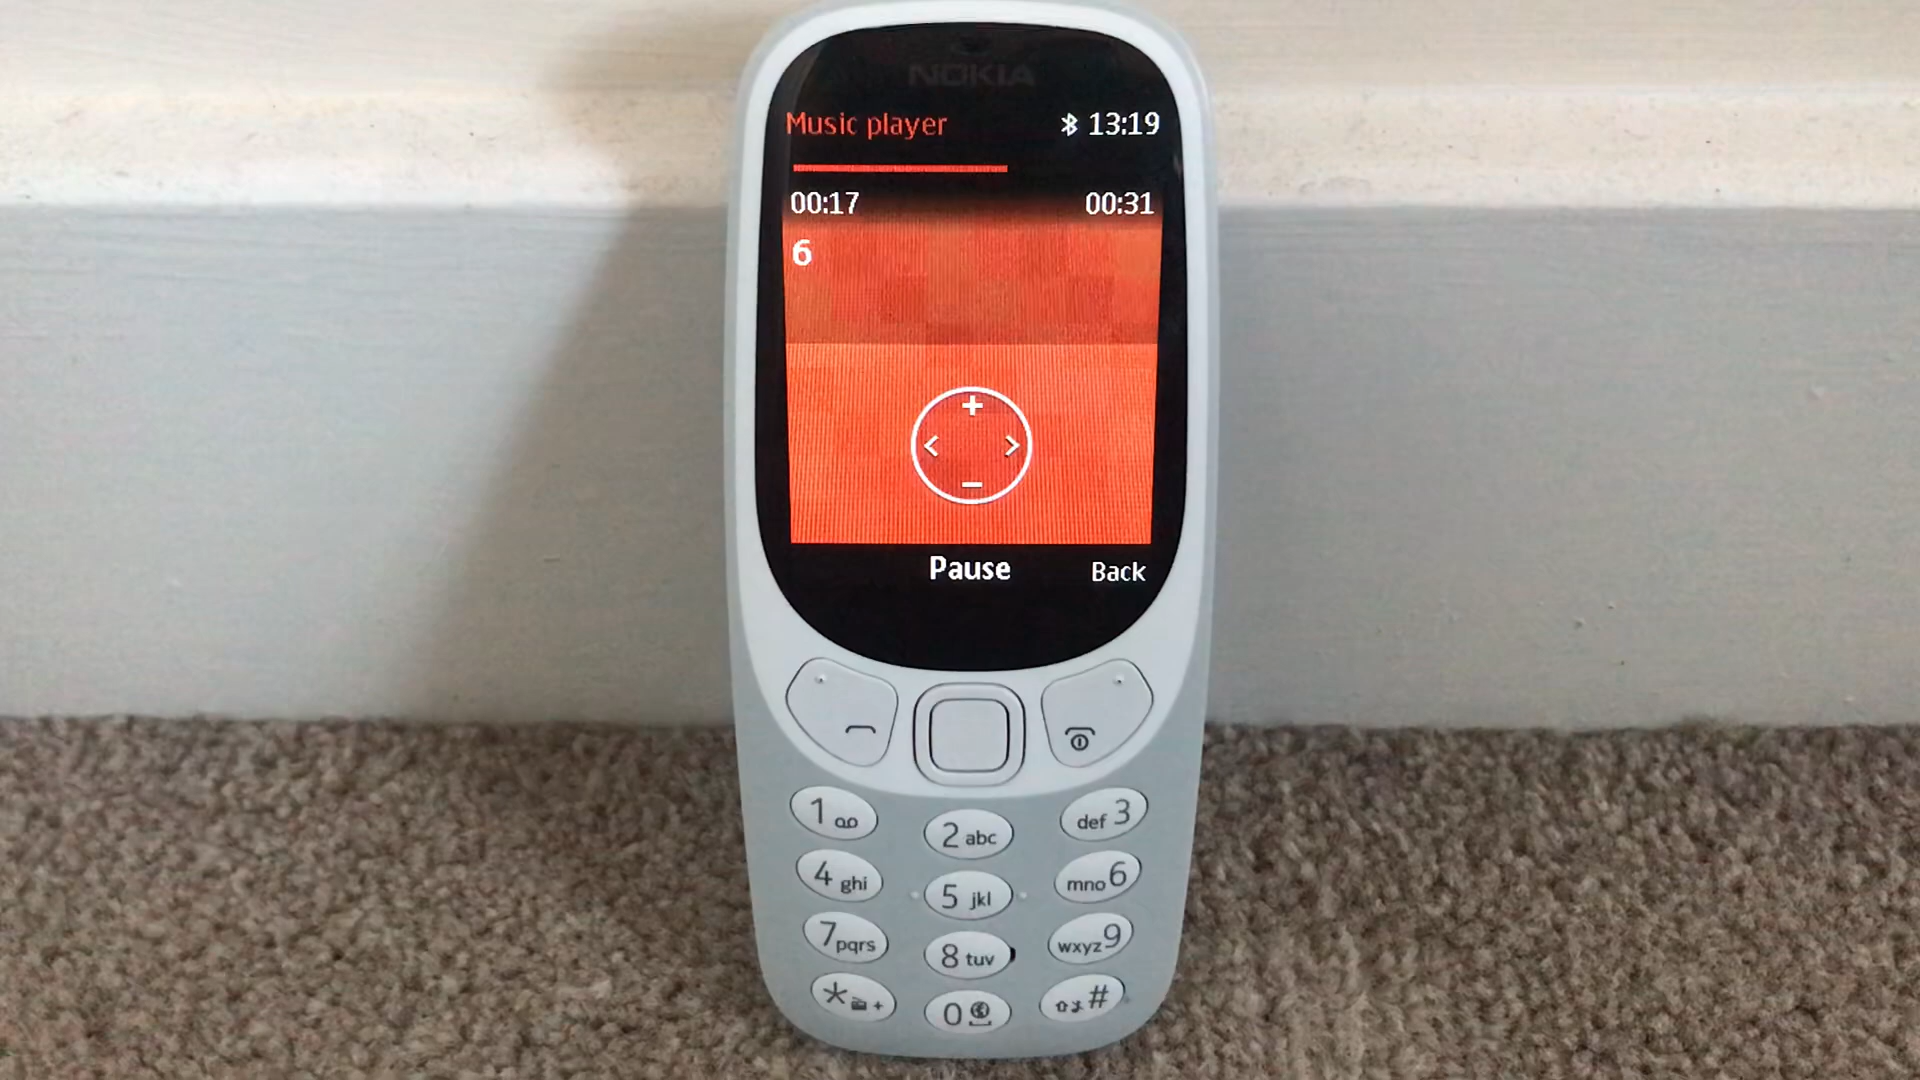 NOKIA
Music player 13:19
00:17 00:31
6
+
< >
−
Pause Back
1
2 abc
def 3
4 ghi
5 jkl
mno 6
7 pqrs
8 tuv
wxyz 9
* +
0
#